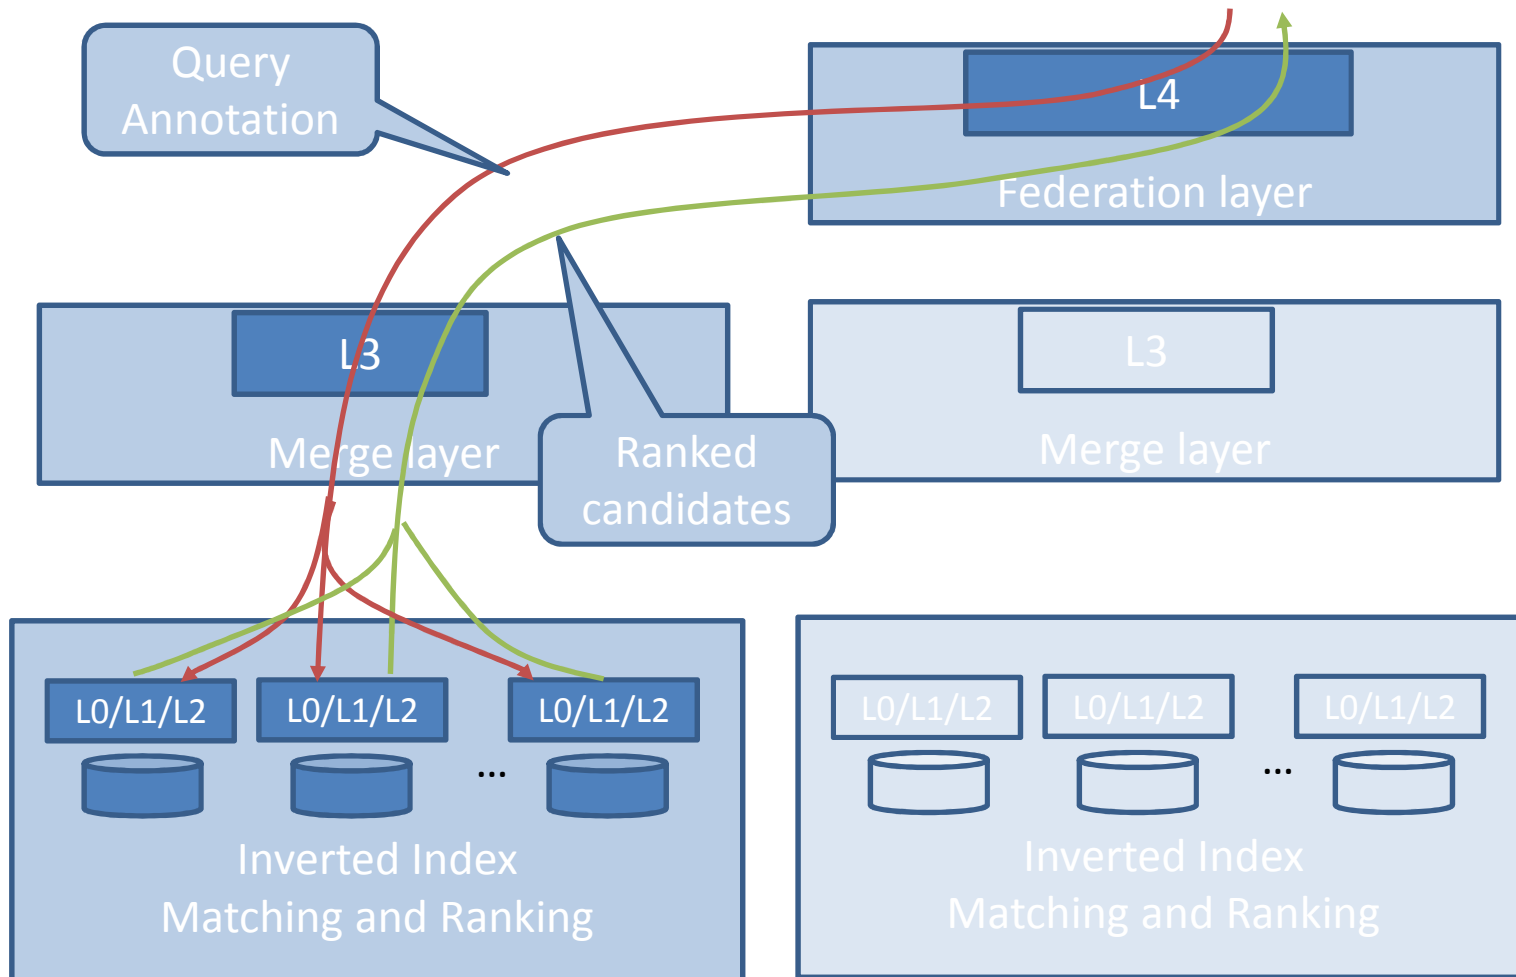 Query
Annotation
L4
Federation layer
L3
Merge layer
L3
Merge layer
Ranked
candidates
L0/L1/L2
L0/L1/L2
L0/L1/L2
...
Inverted Index
Matching and Ranking
L0/L1/L2
L0/L1/L2
L0/L1/L2
...
Inverted Index
Matching and Ranking